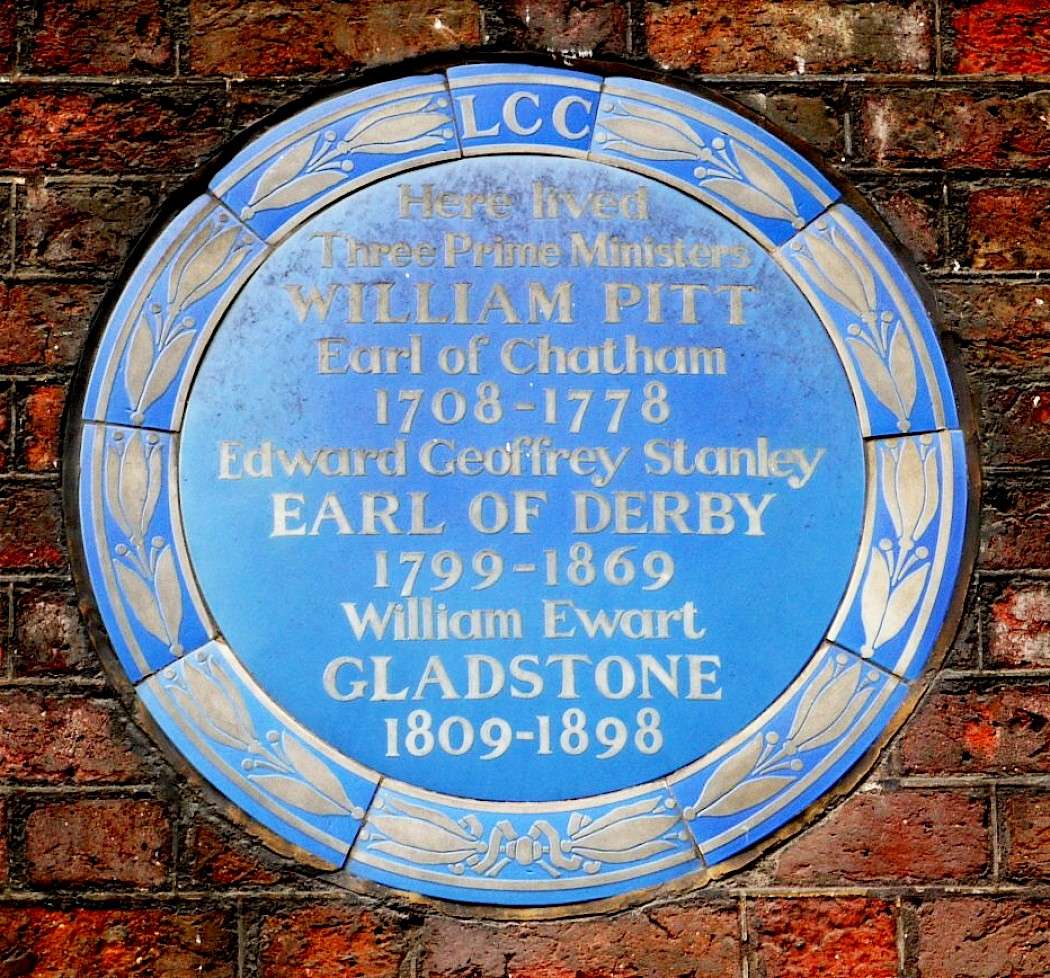 LCC
Here lived
Three Prime Ministers
WILLIAM PITT
Earl of Chatham
1708-1778
Edward Geoffrey Stanley
EARL OF DERBY
1799-1869
William Ewart
GLADSTONE
1809-1898